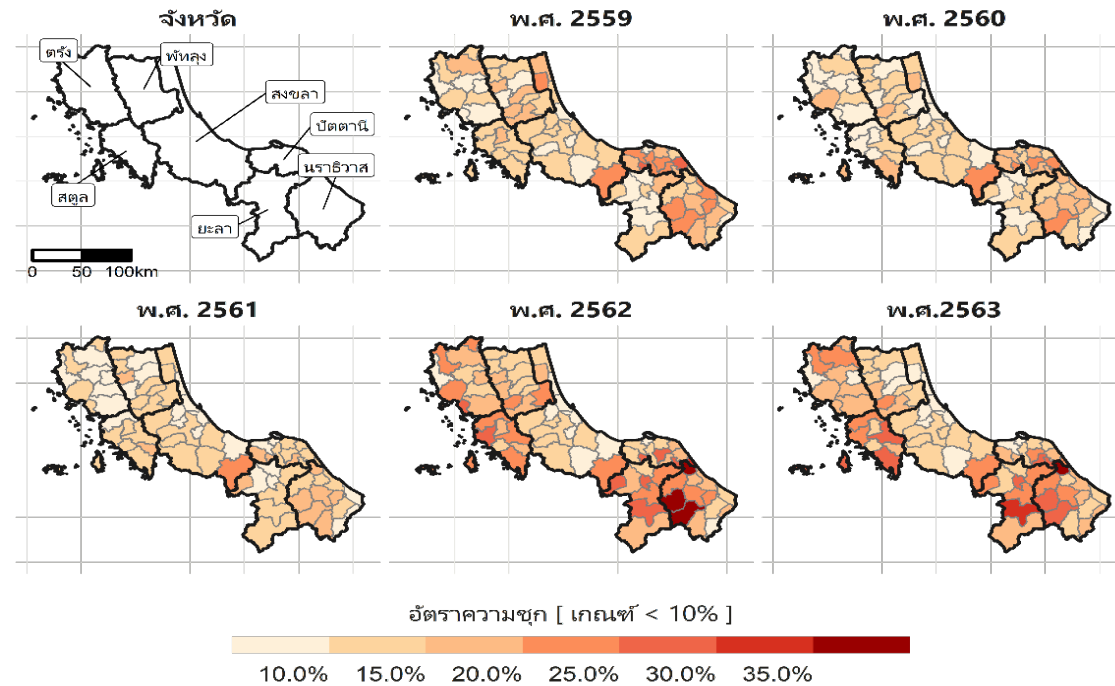 จังหวัด
พ.ศ. 2559
พ.ศ. 2560
ตรัง
พัทลุง
สงขลา
ปัตตานี
นราธิวาส
สตูล
ยะลา
0 50 100km
พ.ศ. 2561
พ.ศ. 2562
พ.ศ.2563
อัตราความชุก [ เกณฑ์ < 10% ]
10.0% 15.0% 20.0% 25.0% 30.0% 35.0%